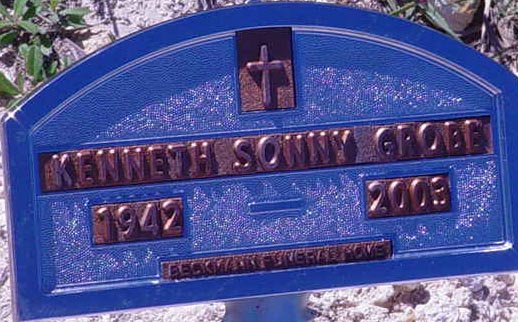 KENNETH SONNY GROBE
1942 - 2003
BECKMANN FUNERAL HOME